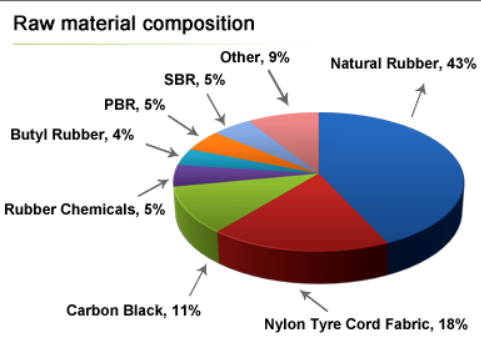 Raw material composition
Other, 9%
Natural Rubber, 43%
SBR, 5%
PBR, 5%
Butyl Rubber, 4%
Rubber Chemicals, 5%
Carbon Black, 11%
Nylon Tyre Cord Fabric, 18%